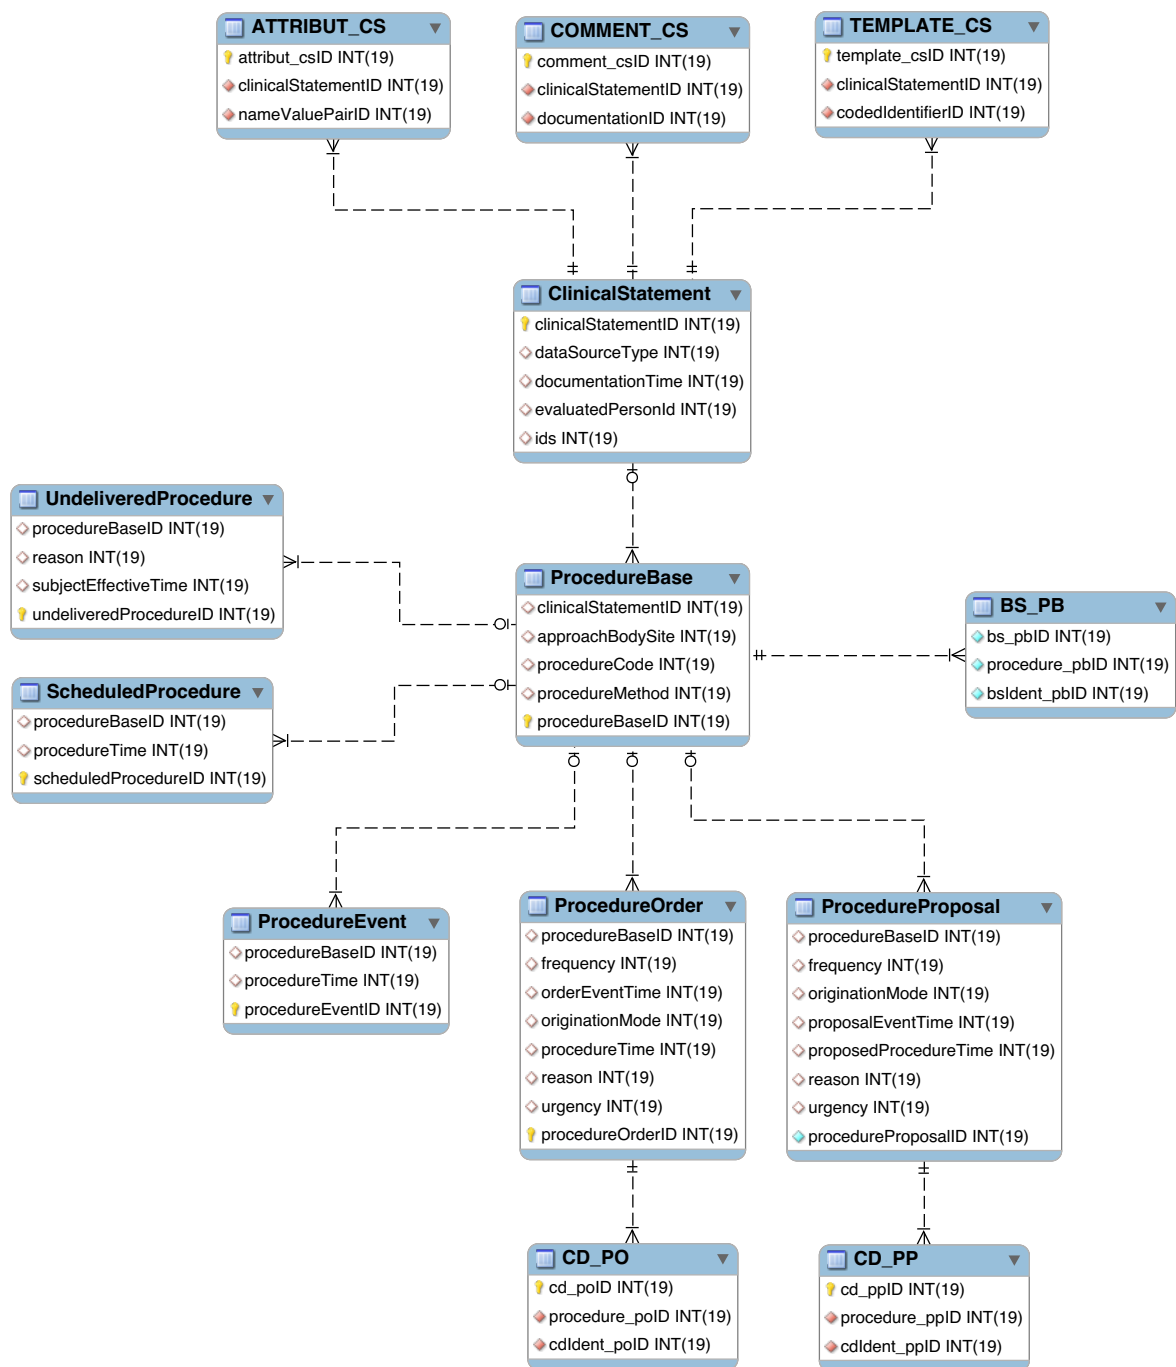 ATTRIBUT_CS
attribut_csID INT(19)
clinicalStatementID INT(19)
nameValuePairID INT(19)
COMMENT_CS
comment_csID INT(19)
clinicalStatementID INT(19)
documentationID INT(19)
TEMPLATE_CS
template_csID INT(19)
clinicalStatementID INT(19)
codedIdentifierID INT(19)
ClinicalStatement
clinicalStatementID INT(19)
dataSourceType INT(19)
documentationTime INT(19)
evaluatedPersonId INT(19)
ids INT(19)
UndeliveredProcedure
procedureBaseID INT(19)
reason INT(19)
subjectEffectiveTime INT(19)
undeliveredProcedureID INT(19)
ProcedureBase
clinicalStatementID INT(19)
approachBodySite INT(19)
procedureCode INT(19)
procedureMethod INT(19)
procedureBaseID INT(19)
BS_PB
bs_pbID INT(19)
procedure_pbID INT(19)
bsIdent_pbID INT(19)
ScheduledProcedure
procedureBaseID INT(19)
procedureTime INT(19)
scheduledProcedureID INT(19)
ProcedureEvent
procedureBaseID INT(19)
procedureTime INT(19)
procedureEventID INT(19)
ProcedureOrder
procedureBaseID INT(19)
frequency INT(19)
orderEventTime INT(19)
originationMode INT(19)
procedureTime INT(19)
reason INT(19)
urgency INT(19)
procedureOrderID INT(19)
ProcedureProposal
procedureBaseID INT(19)
frequency INT(19)
originationMode INT(19)
proposalEventTime INT(19)
proposedProcedureTime INT(19)
reason INT(19)
urgency INT(19)
procedureProposalID INT(19)
CD_PO
cd_poID INT(19)
procedure_poID INT(19)
cdIdent_poID INT(19)
CD_PP
cd_ppID INT(19)
procedure_ppID INT(19)
cdIdent_ppID INT(19)